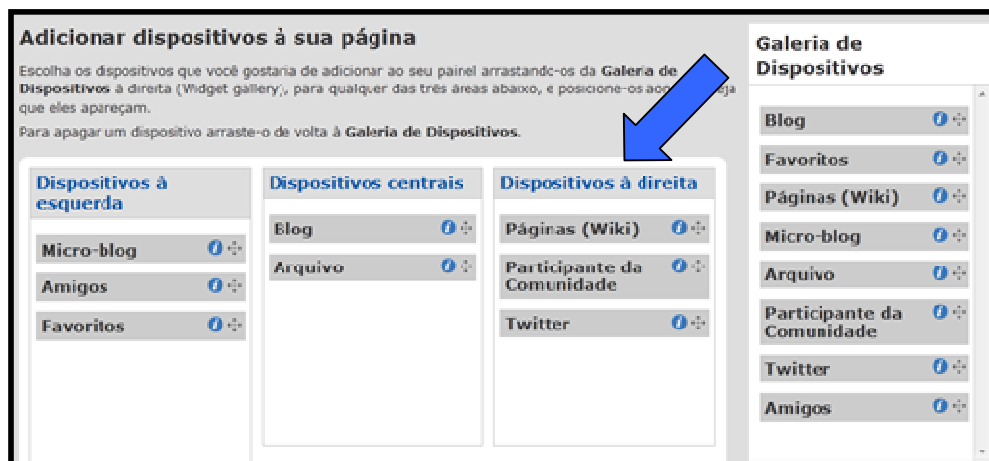 Adicionar dispositivos à sua página
Escolha os dispositivos que você gostaria de adicionar ao seu painel arrastando-os da Galeria de
Dispositivos à direita (Widget gallery), para qualquer das três áreas abaixo, e posicione-os
que eles apareçam.
Para apagar um dispositivo arraste-o de volta à Galeria de Dispositivos.
Dispositivos à
esquerda
Micro-blog
Amigos
Favoritos
Dispositivos centrais
Blog
Arquivo
Dispositivos à direita
Páginas (Wiki)
Participante da
Comunidade
Twitter
Galeria de
Dispositivos
Blog
Favoritos
Páginas (Wiki)
Micro-blog
Arquivo
Participante da
Comunidade
Twitter
Amigos